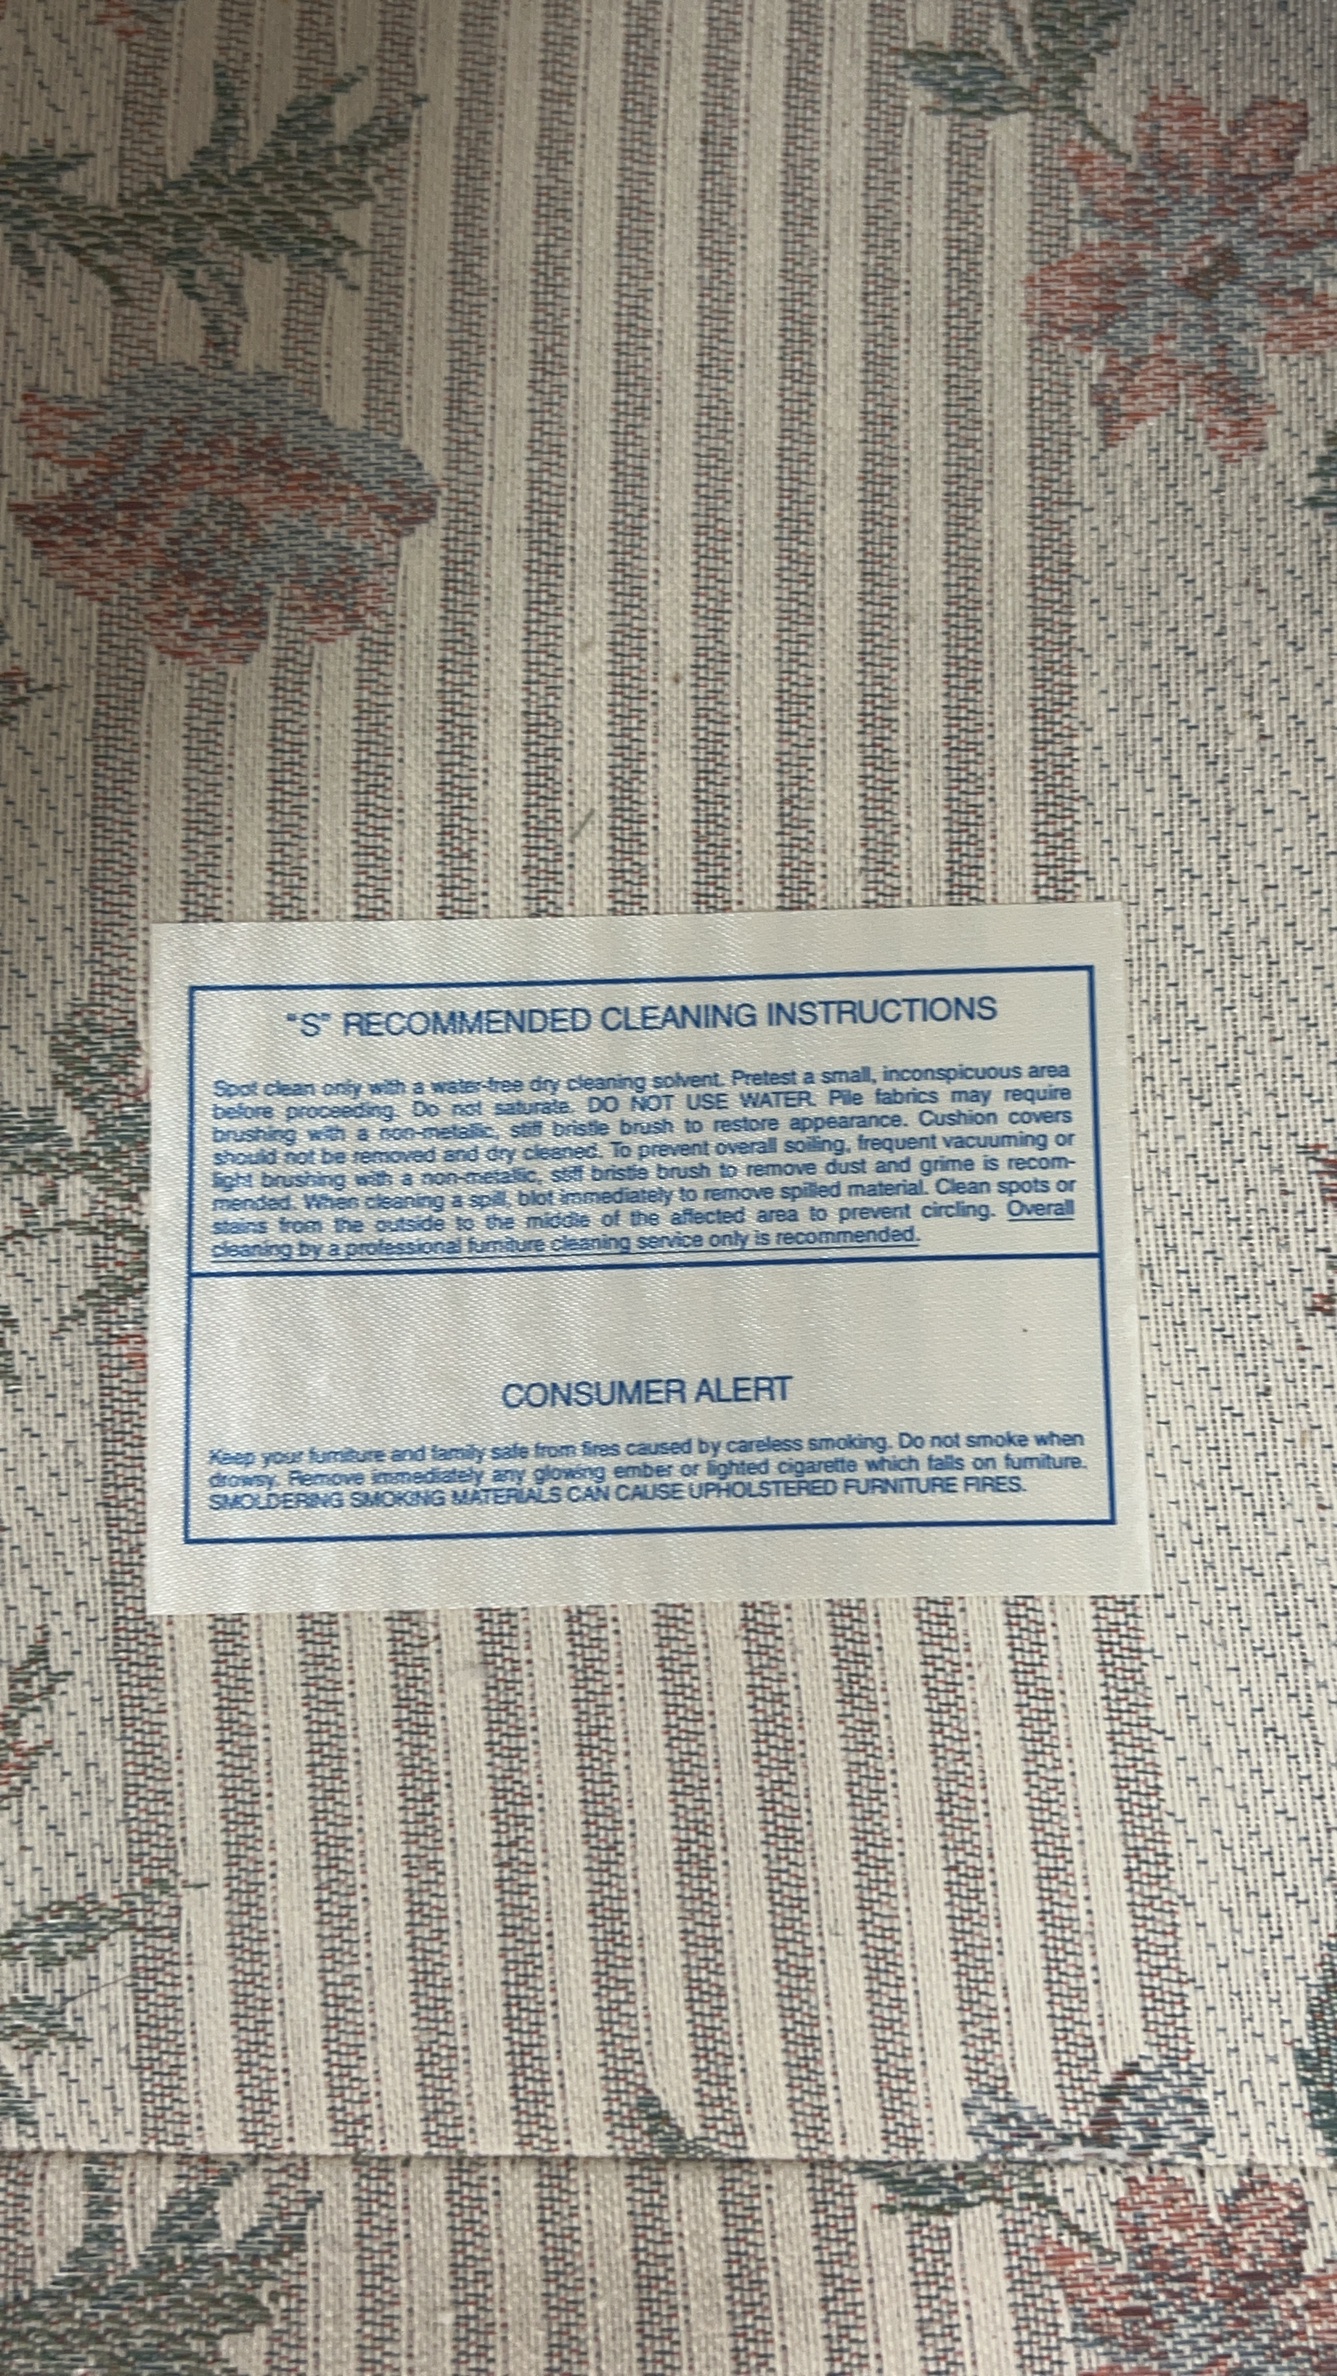 "S" RECOMMENDED CLEANING INSTRUCTIONS
Spot clean only with a water-free dry cleaning solvent. Pretest a small, inconspicuous area
before proceeding. Do not saturate. DO NOT USE WATER. Pile fabrics may require
brushing with a non-metallic, stiff bristle brush to restore appearance. Cushion covers
should not be removed and dry cleaned. To prevent overall soiling, frequent vacuuming or
light brushing with a non-metallic, stiff bristle brush to remove dust and grime is recom-
mended. When cleaning a spill, blot immediately to remove spilled material. Clean spots or
stains from the outside to the middle of the affected area to prevent circling. Overall
cleaning by a professional furniture cleaning service only is recommended.
CONSUMER ALERT
Keep your furniture and family safe from fires caused by careless smoking. Do not smoke when
drowsy. Remove immediately any glowing ember or lighted cigarette which falls on furniture.
SMOLDERING SMOKING MATERIALS CAN CAUSE UPHOLSTERED FURNITURE FIRES.